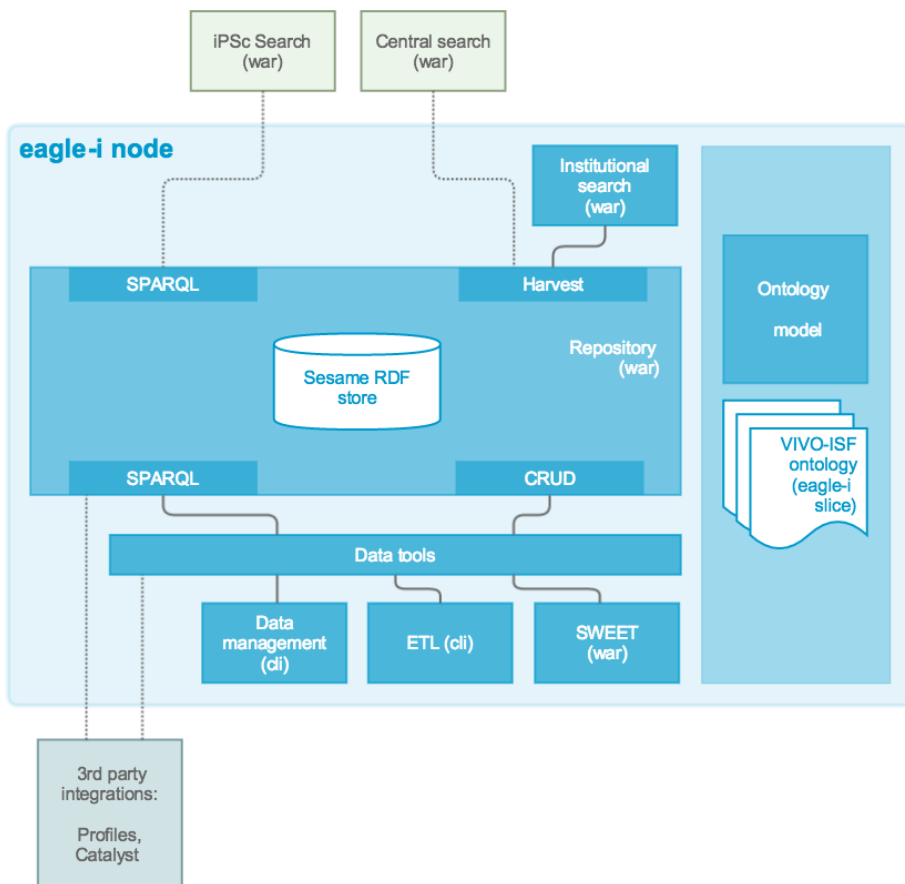 iPSc Search
(war)
Central search
(war)
eagle-i node
Institutional
search
(war)
SPARQL
Harvest
Ontology
model
Repository
(war)
Sesame RDF
store
VIVO-ISF
ontology
(eagle-i
slice)
SPARQL
CRUD
Data tools
Data
management
(cli)
ETL (cli)
SWEET
(war)
3rd party
integrations:
Profiles,
Catalyst